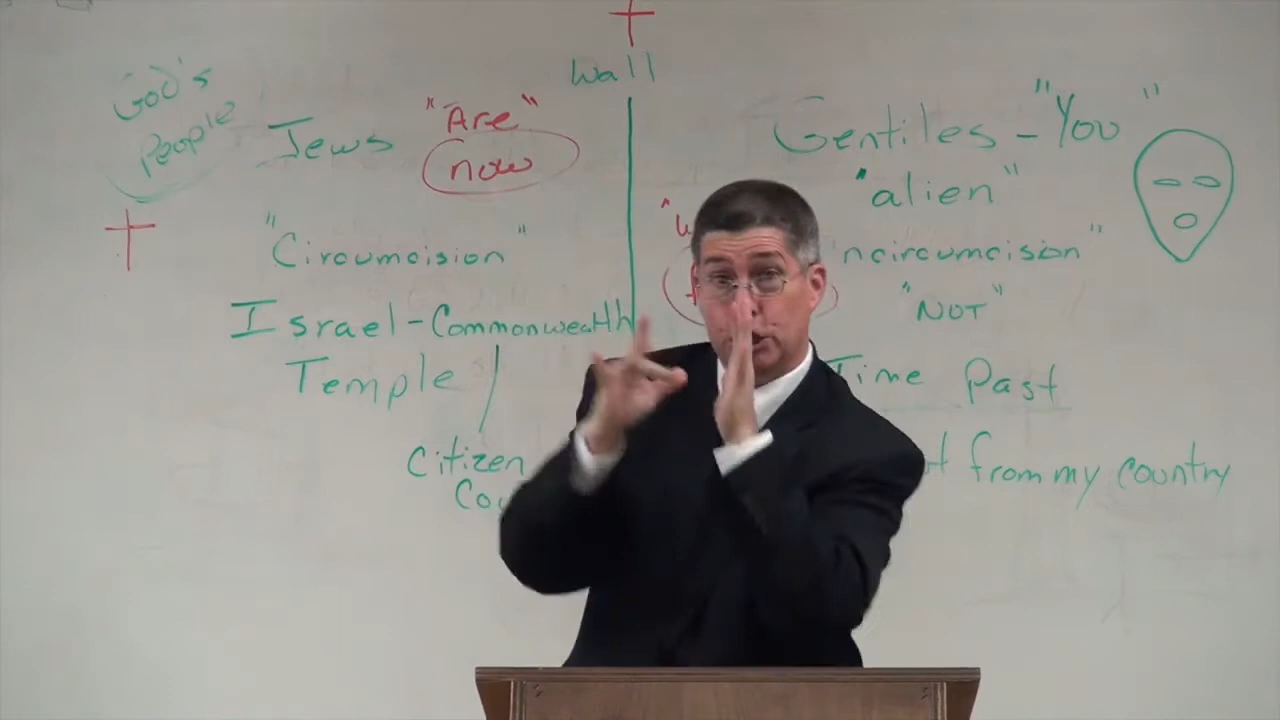 Wall
God's
People
Jews "Are"
now
"Circumcision"
Israel-Commonwealth
Temple
Citizen
Gentiles - "You"
"alien"
ncircumcision"
"NOT"
Time Past
from my country